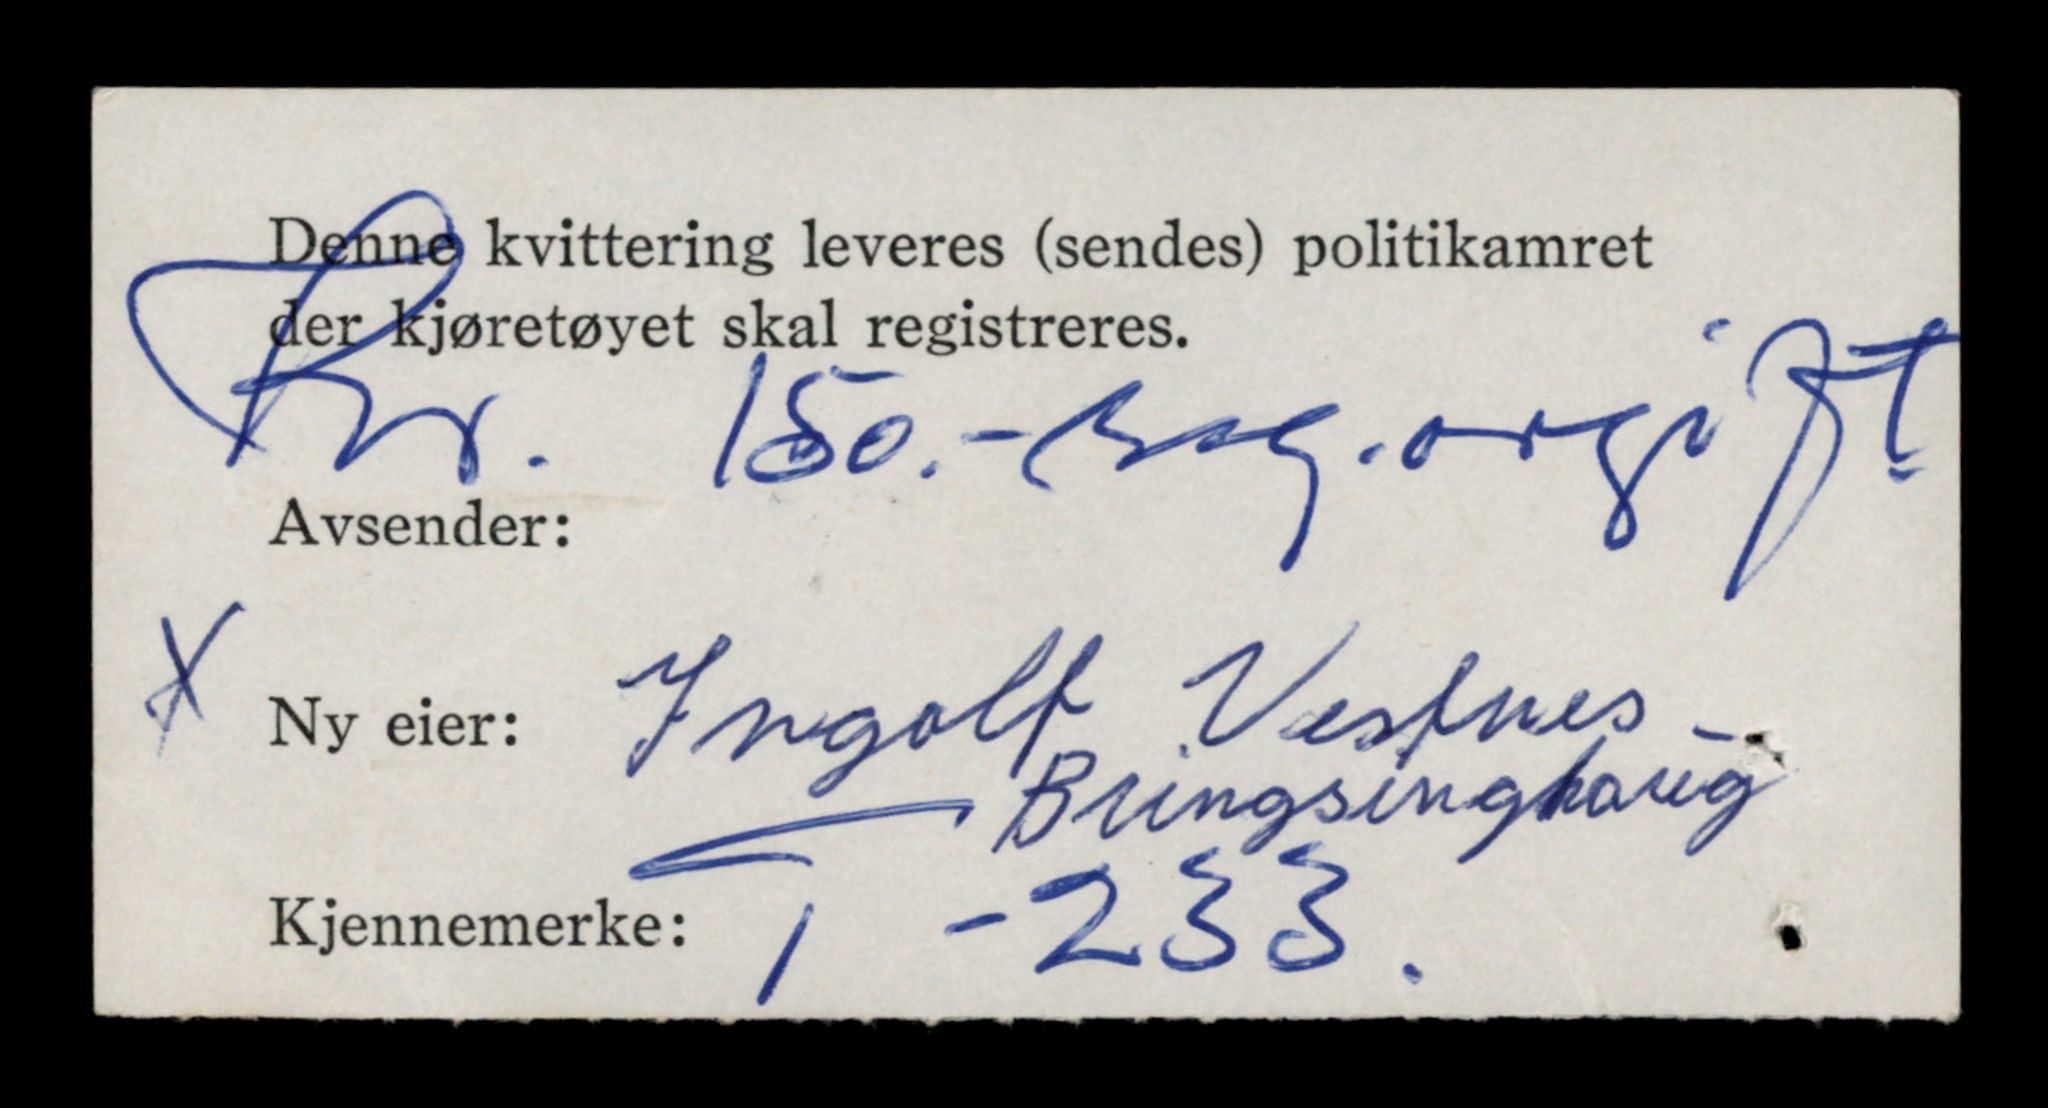 Denne kvittering leveres (sendes) politikamret
der kjøretøyet skal registreres.
Kr. 150.- reg.avgift
Avsender:
X Ny eier: Ingolf Vestnes -
Bringsinghaug
Kjennemerke: T -233.